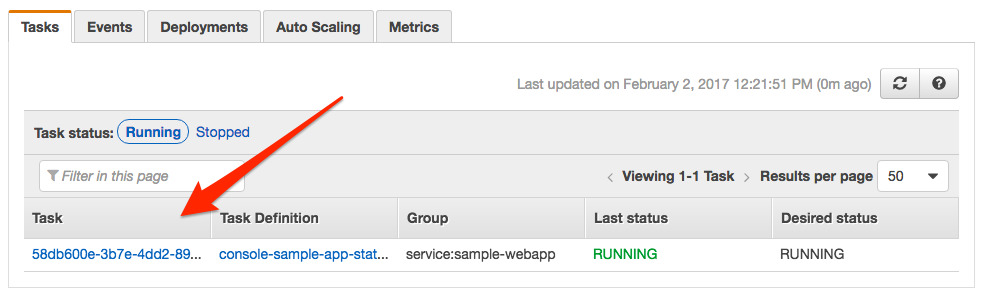 Tasks Events Deployments Auto Scaling Metrics
Last updated on February 2, 2017 12:21:51 PM (0m ago)
Task status: Running Stopped
Filter in this page Viewing 1-1 Task Results per page 50
Task Task Definition Group Last status Desired status
58db600e-3b7e-4dd2-89... console-sample-app-stat... service:sample-webapp RUNNING RUNNING